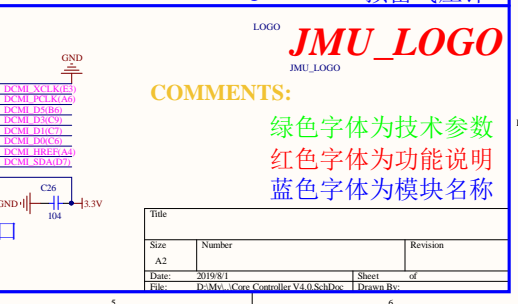 LOGO
JMU_LOGO
JMU_LOGO
GND
DCMI_XCLK(E3)
DCMI_PCLK(A6)
DCMI_D5(B6)
DCMI_D3(C9)
DCMI_D1(C7)
DCMI_D0(C6)
DCMI_HREF(A4)
DCMI_SDA(D7)
COMMENTS:
绿色字体为技术参数
红色字体为功能说明
蓝色字体为模块名称
C26
GND
3.3V
104
Title
Size Number Revision
A2
Date: 2019/8/1 Sheet of
File: D:\My\..\Core Controller V4.0.SchDoc Drawn By:
5 6